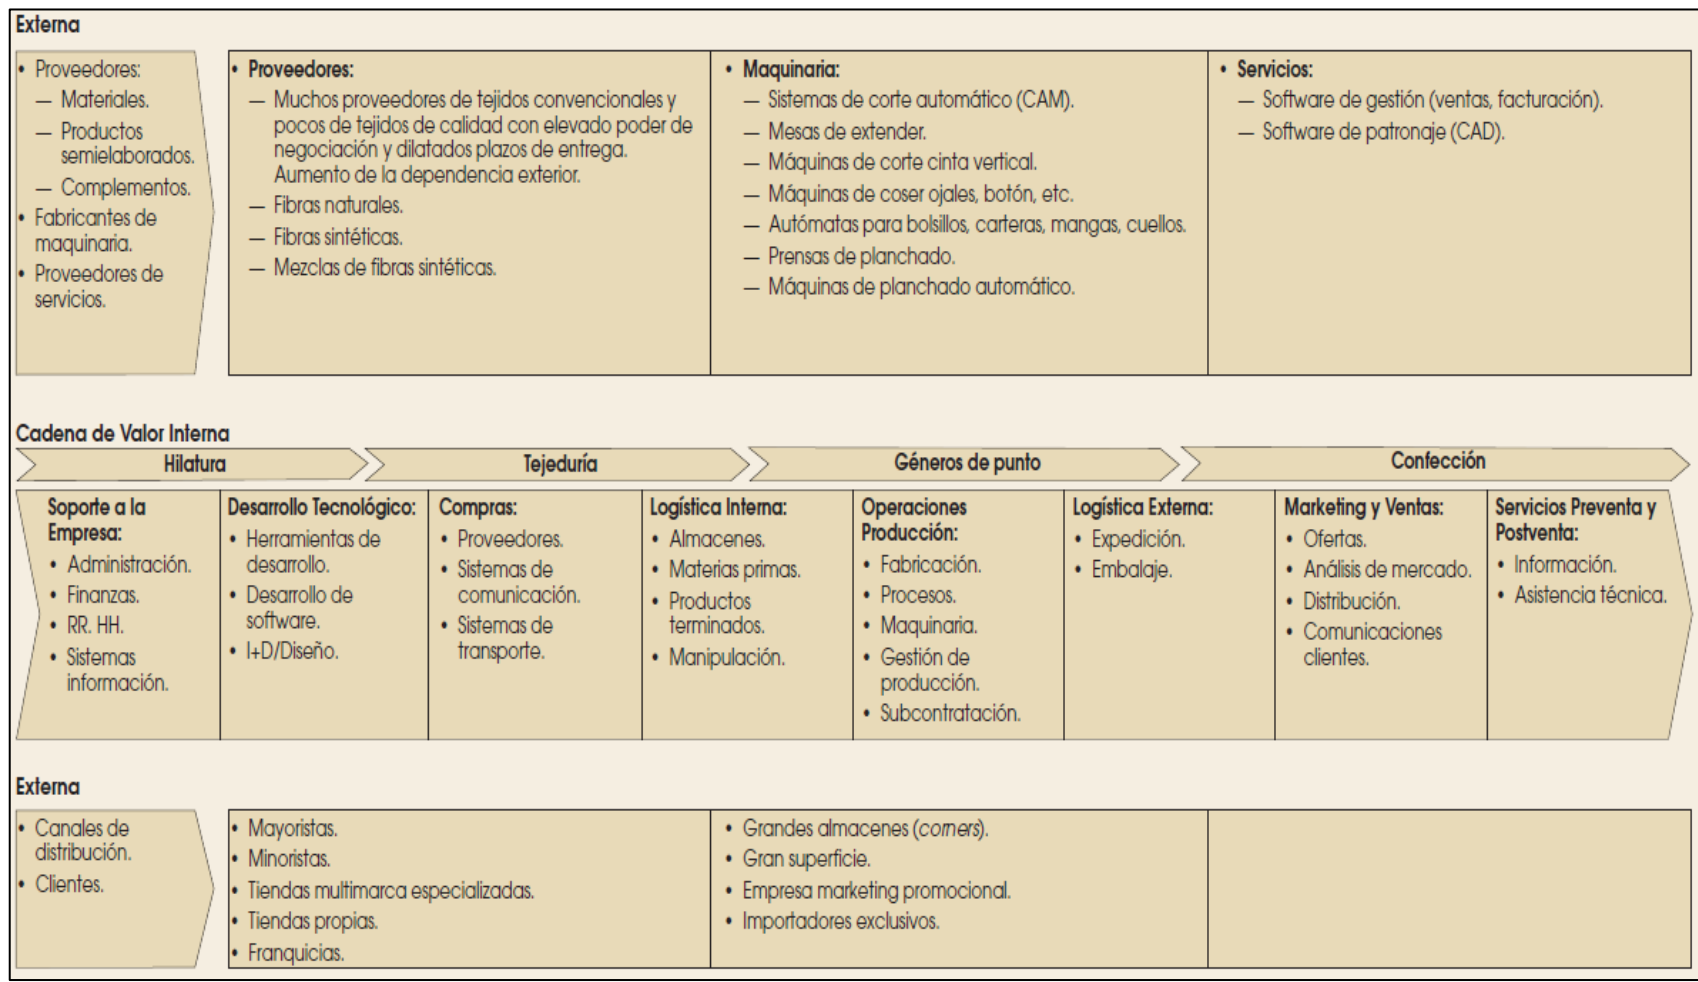 Externa
• Proveedores:
— Materiales.
— Productos
semielaborados.
— Complementos.
• Fabricantes de
maquinaria.
• Proveedores de
servicios.
• Proveedores:
— Muchos proveedores de tejidos convencionales y
pocos de tejidos de calidad con elevado poder de
negociación y dilatados plazos de entrega.
Aumento de la dependencia exterior.
— Fibras naturales.
— Fibras sintéticas.
— Mezclas de fibras sintéticas.
• Maquinaria:
— Sistemas de corte automático (CAM).
— Mesas de extender.
— Máquinas de corte cinta vertical.
— Máquinas de coser ojales, botón, etc.
— Autómatas para bolsillos, carteras, mangas, cuellos.
— Prensas de planchado.
— Máquinas de planchado automático.
• Servicios:
— Software de gestión (ventas, facturación).
— Software de patronaje (CAD).
Cadena de Valor Interna
Hilatura
Tejeduría
Géneros de punto
Confección
Soporte a la
Empresa:
• Administración.
• Finanzas.
• RR. HH.
• Sistemas
información.
Desarrollo Tecnológico:
• Herramientas de
desarrollo.
• Desarrollo de
software.
• I+D/Diseño.
Compras:
• Proveedores.
• Sistemas de
comunicación.
• Sistemas de
transporte.
Logística Interna:
• Almacenes.
• Materias primas.
• Productos
terminados.
• Manipulación.
Operaciones
Producción:
• Fabricación.
• Procesos.
• Maquinaria.
• Gestión de
producción.
• Subcontratación.
Logística Externa:
• Expedición.
• Embalaje.
Marketing y Ventas:
• Ofertas.
• Análisis de mercado.
• Distribución.
• Comunicaciones
clientes.
Servicios Preventa y
Postventa:
• Información.
• Asistencia técnica.
Externa
• Canales de
distribución.
• Clientes.
• Mayoristas.
• Minoristas.
• Tiendas multimarca especializadas.
• Tiendas propias.
• Franquicias.
• Grandes almacenes (corners).
• Gran superficie.
• Empresa marketing promocional.
• Importadores exclusivos.